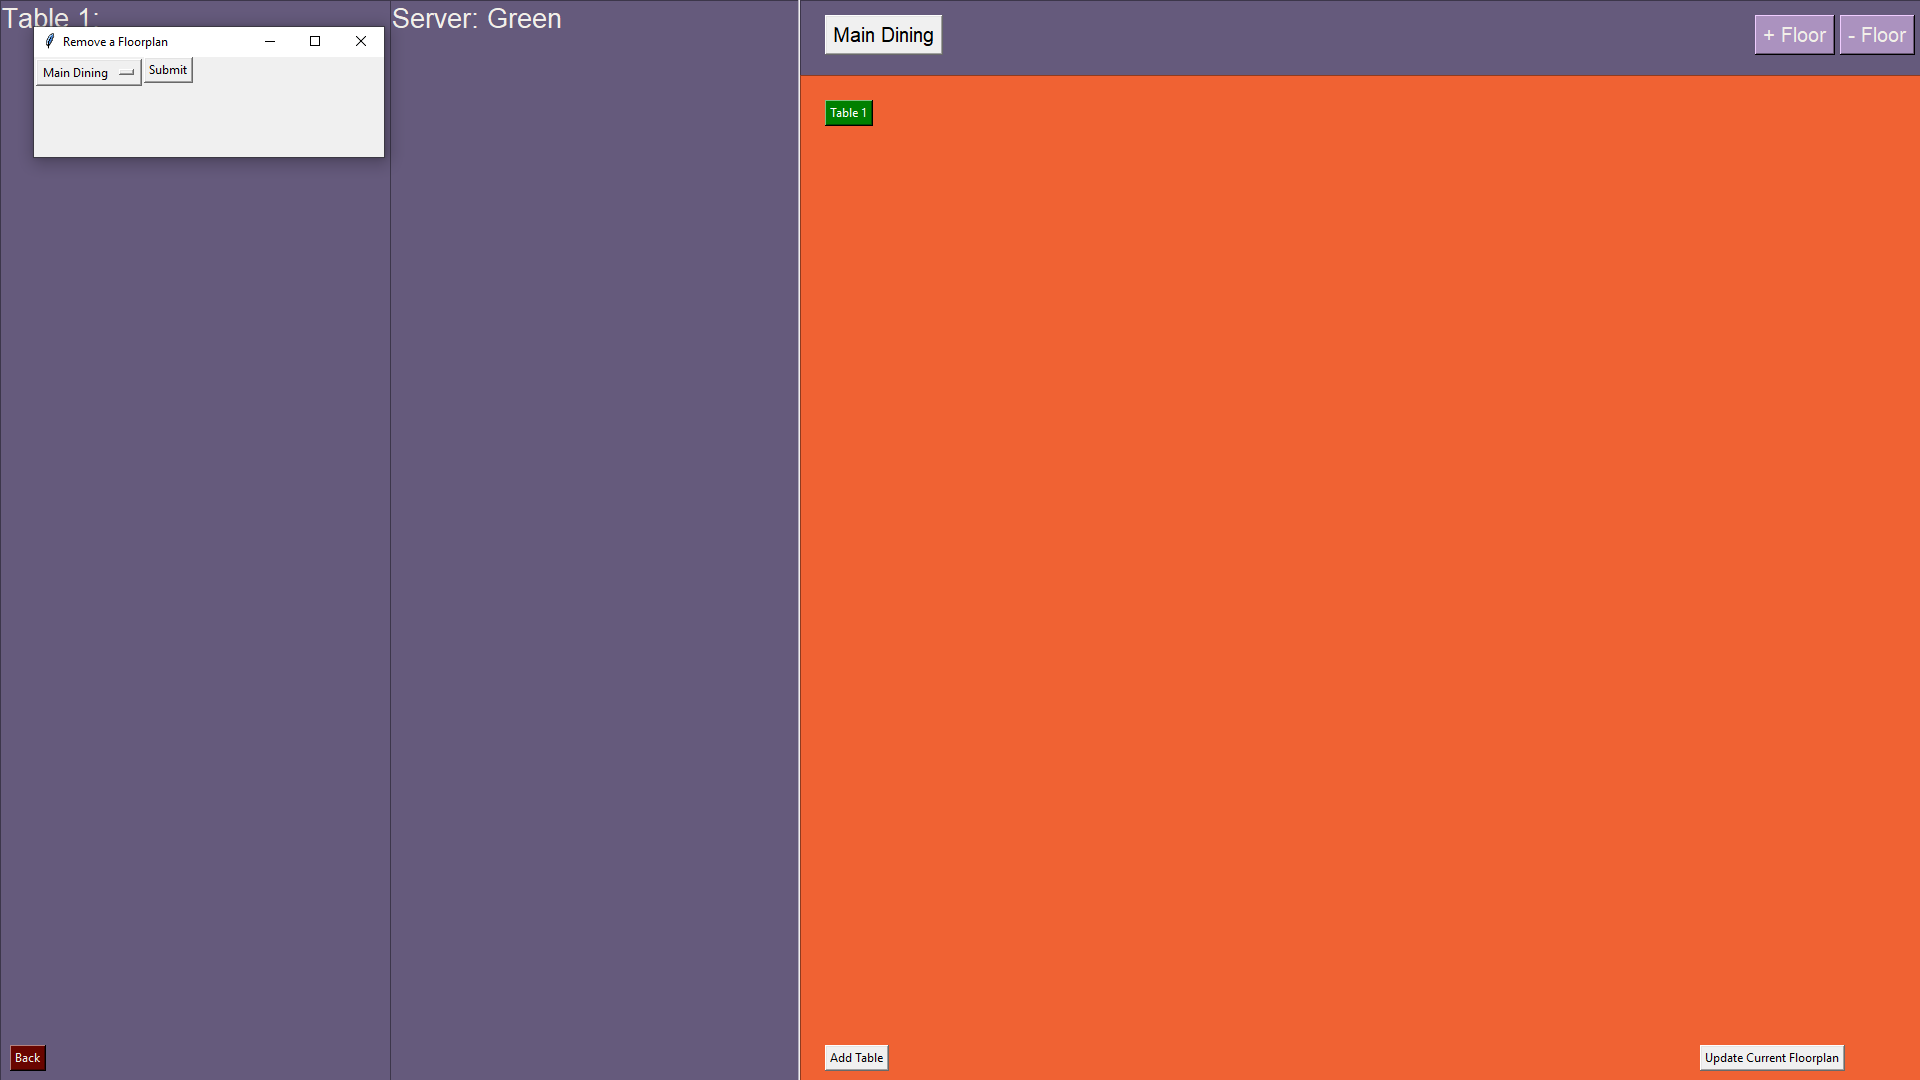 Table 1:
Server: Green
Remove a Floorplan
Main Dining
Submit
Main Dining
+ Floor
- Floor
Table 1
Back
Add Table
Update Current Floorplan